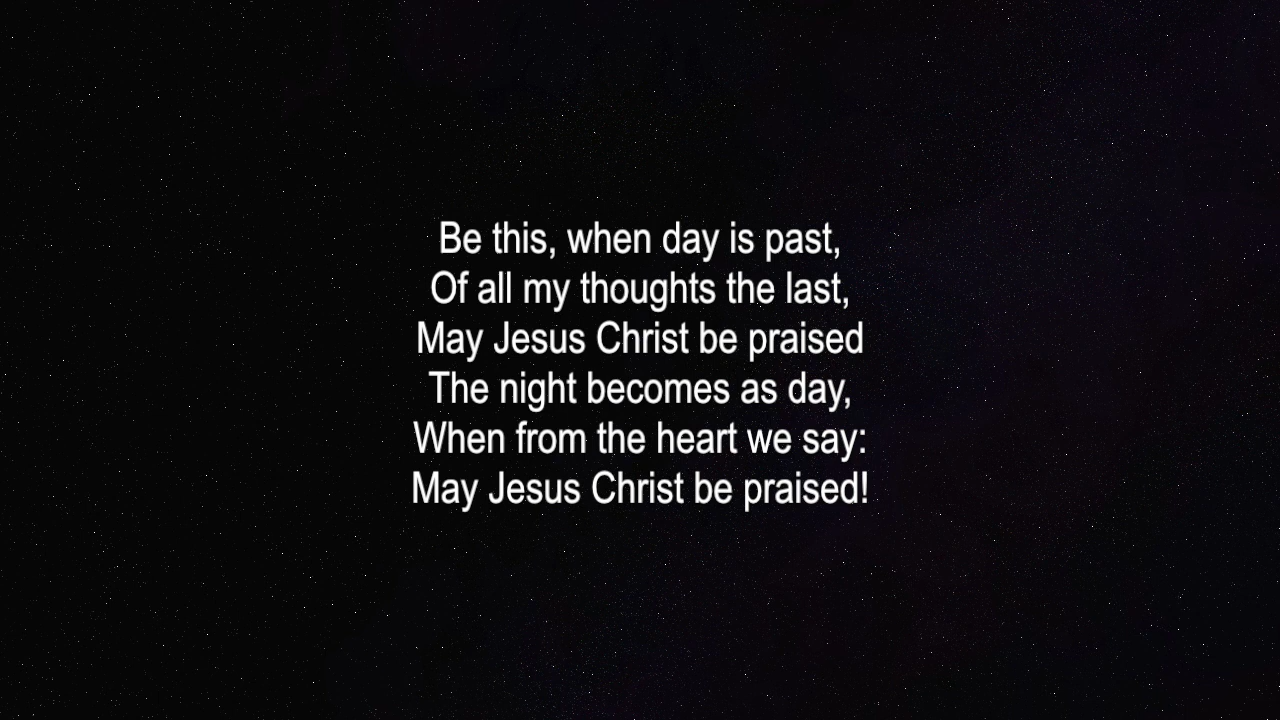 Be this, when day is past,
Of all my thoughts the last,
May Jesus Christ be praised
The night becomes as day,
When from the heart we say:
May Jesus Christ be praised!